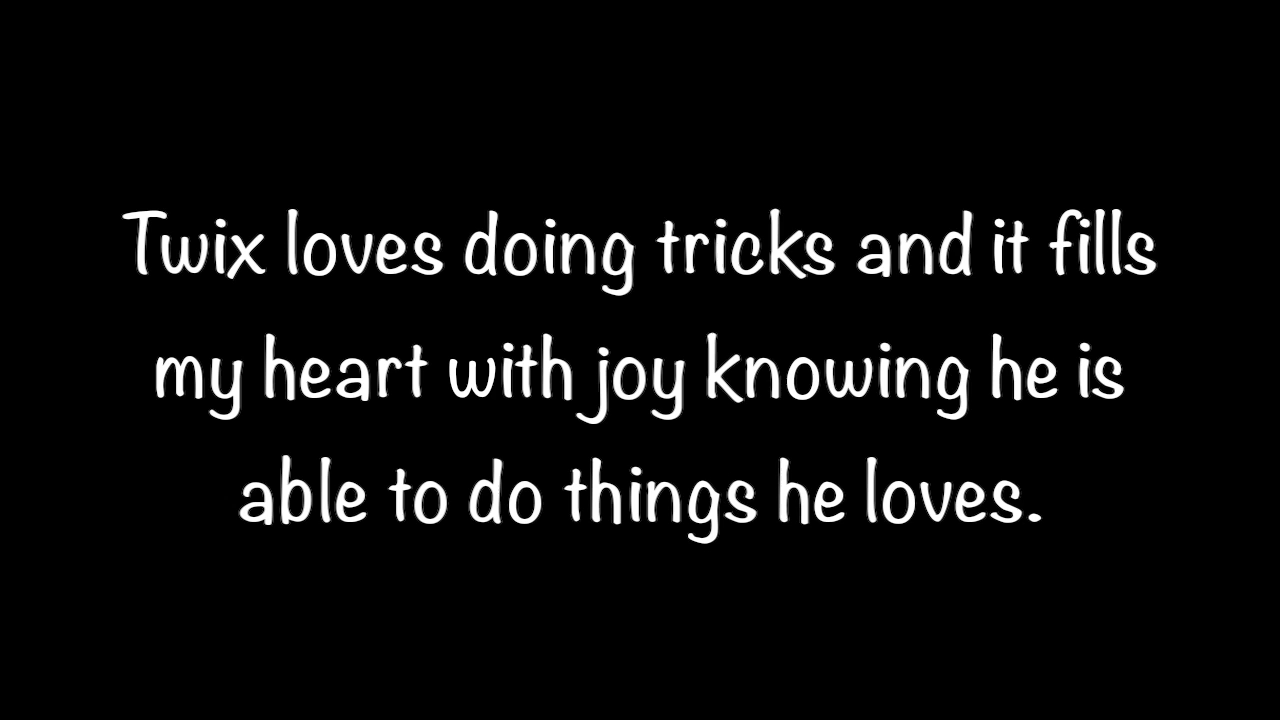 Twix loves doing tricks and it fills
my heart with joy knowing he is
able to do things he loves.